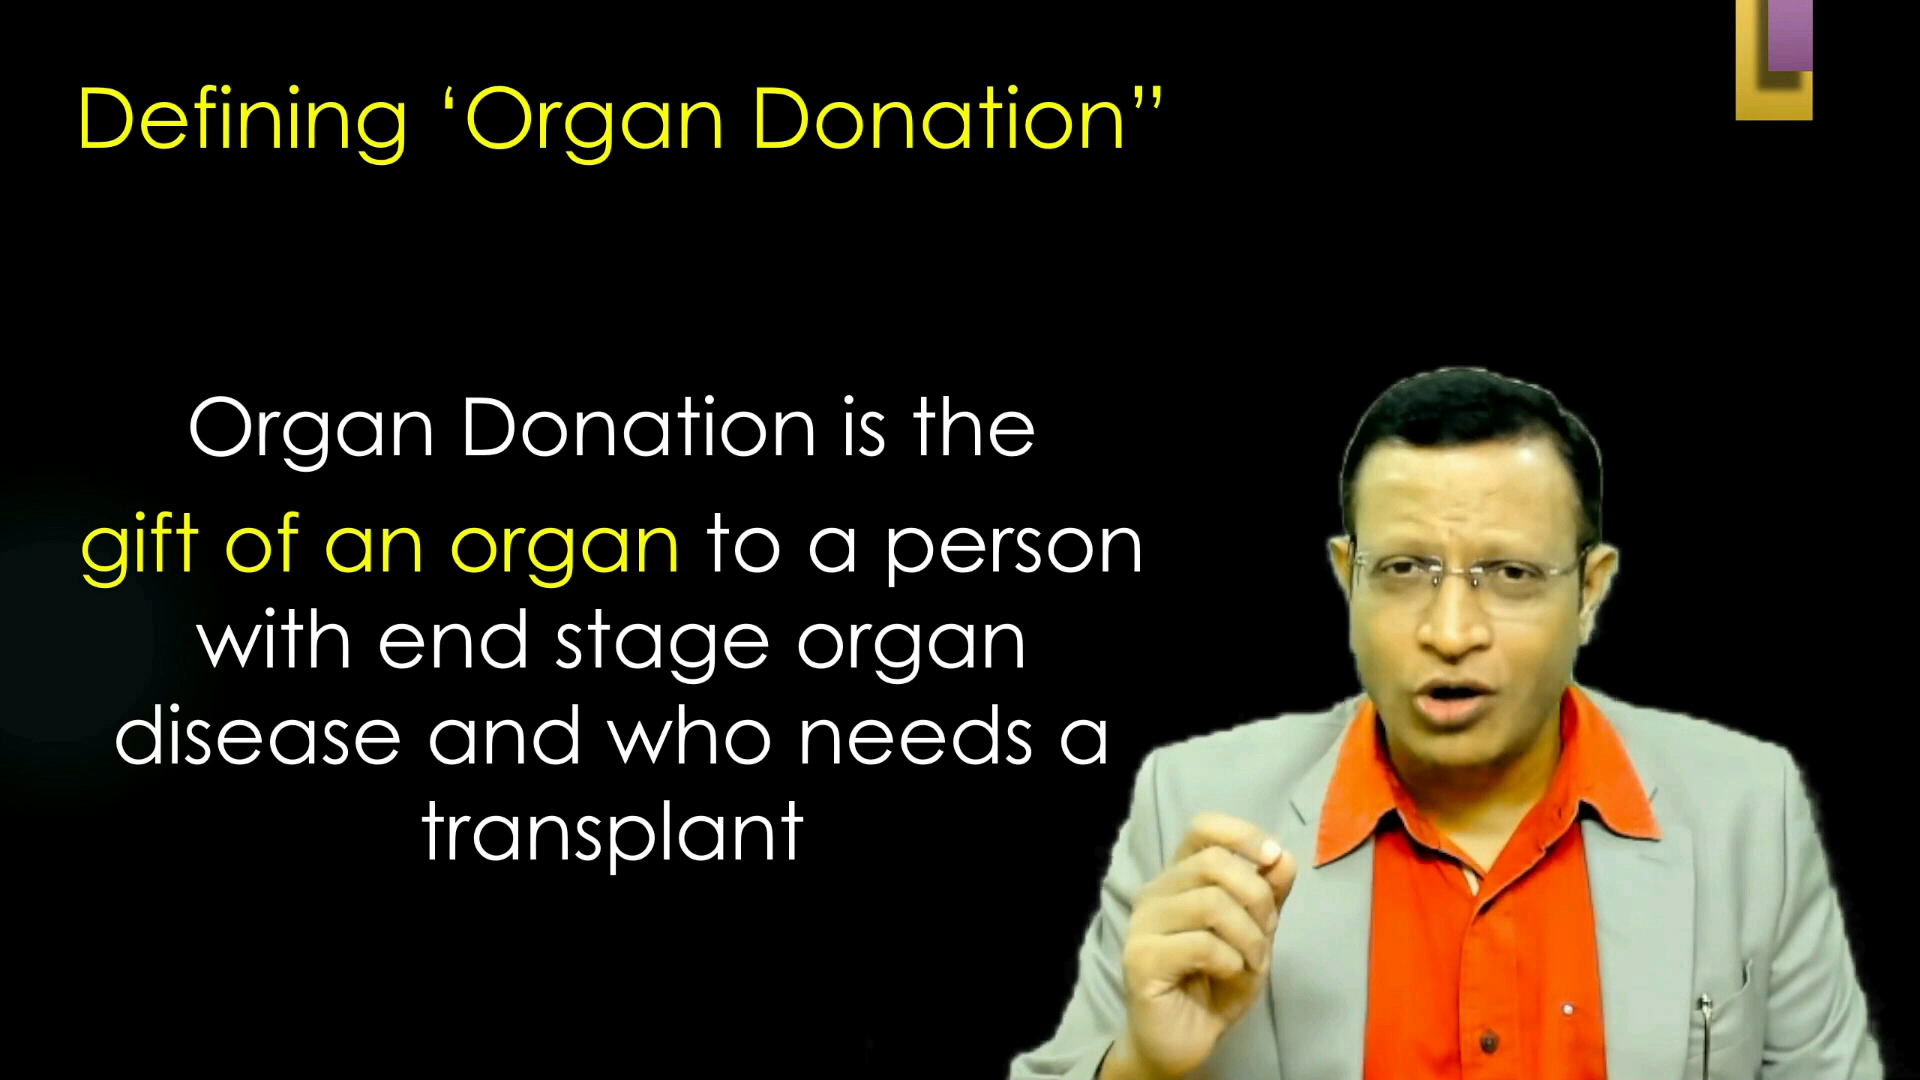 Defining ‘Organ Donation”
Organ Donation is the
gift of an organ to a person
with end stage organ
disease and who needs a
transplant